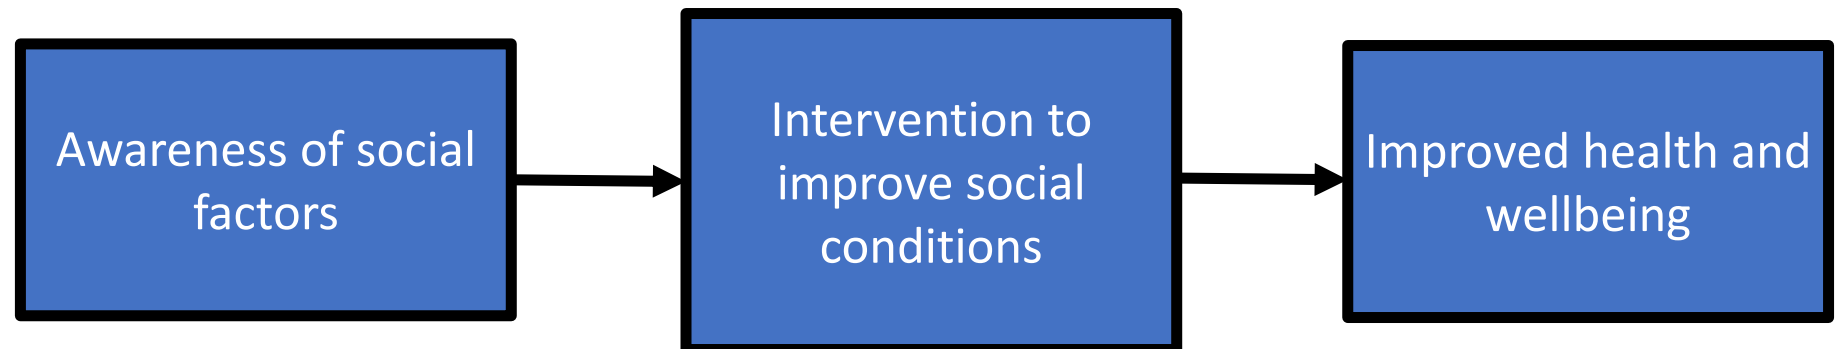 Awareness of social
factors
Intervention to
improve social
conditions
Improved health and
wellbeing